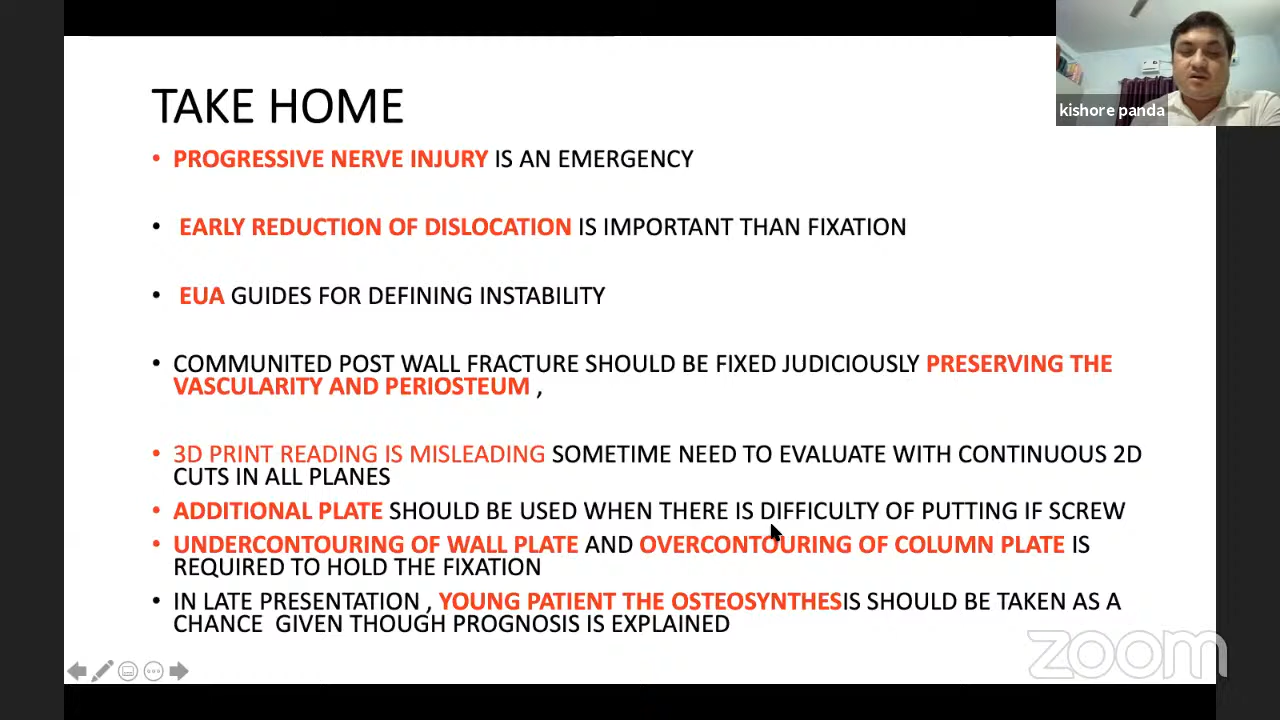 kishore panda
TAKE HOME
• PROGRESSIVE NERVE INJURY IS AN EMERGENCY
• EARLY REDUCTION OF DISLOCATION IS IMPORTANT THAN FIXATION
• EUA GUIDES FOR DEFINING INSTABILITY
• COMMUNITED POST WALL FRACTURE SHOULD BE FIXED JUDICIOUSLY PRESERVING THE
VASCULARITY AND PERIOSTEUM ,
• 3D PRINT READING IS MISLEADING SOMETIME NEED TO EVALUATE WITH CONTINUOUS 2D
CUTS IN ALL PLANES
• ADDITIONAL PLATE SHOULD BE USED WHEN THERE IS DIFFICULTY OF PUTTING IF SCREW
• UNDERCONTOURING OF WALL PLATE AND OVERCONTOURING OF COLUMN PLATE IS
REQUIRED TO HOLD THE FIXATION
• IN LATE PRESENTATION , YOUNG PATIENT THE OSTEOSYNTHESIS SHOULD BE TAKEN AS A
CHANCE GIVEN THOUGH PROGNOSIS IS EXPLAINED
zoom